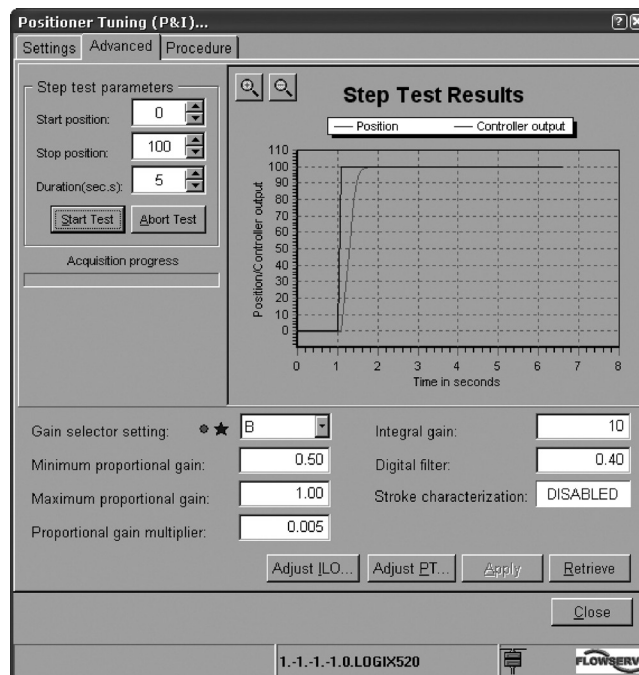 Positioner Tuning (P&I)...
Settings Advanced Procedure
Step test parameters
Start position: 0
Stop position: 100
Duration(sec.s): 5
Start Test Abort Test
Acquisition progress
Step Test Results
Position Controller output
110
100
90
80
70
60
50
40
30
20
10
0
Position/Controller output
0 1 2 3 4 5 6 7 8
Time in seconds
Gain selector setting: B
Minimum proportional gain: 0.50
Maximum proportional gain: 1.00
Proportional gain multiplier: 0.005
Integral gain: 10
Digital filter: 0.40
Stroke characterization: DISABLED
Adjust ILO... Adjust PT... Apply Retrieve
Close
1.-1.-1.-1.0.LOGIX520
FLOWSERV